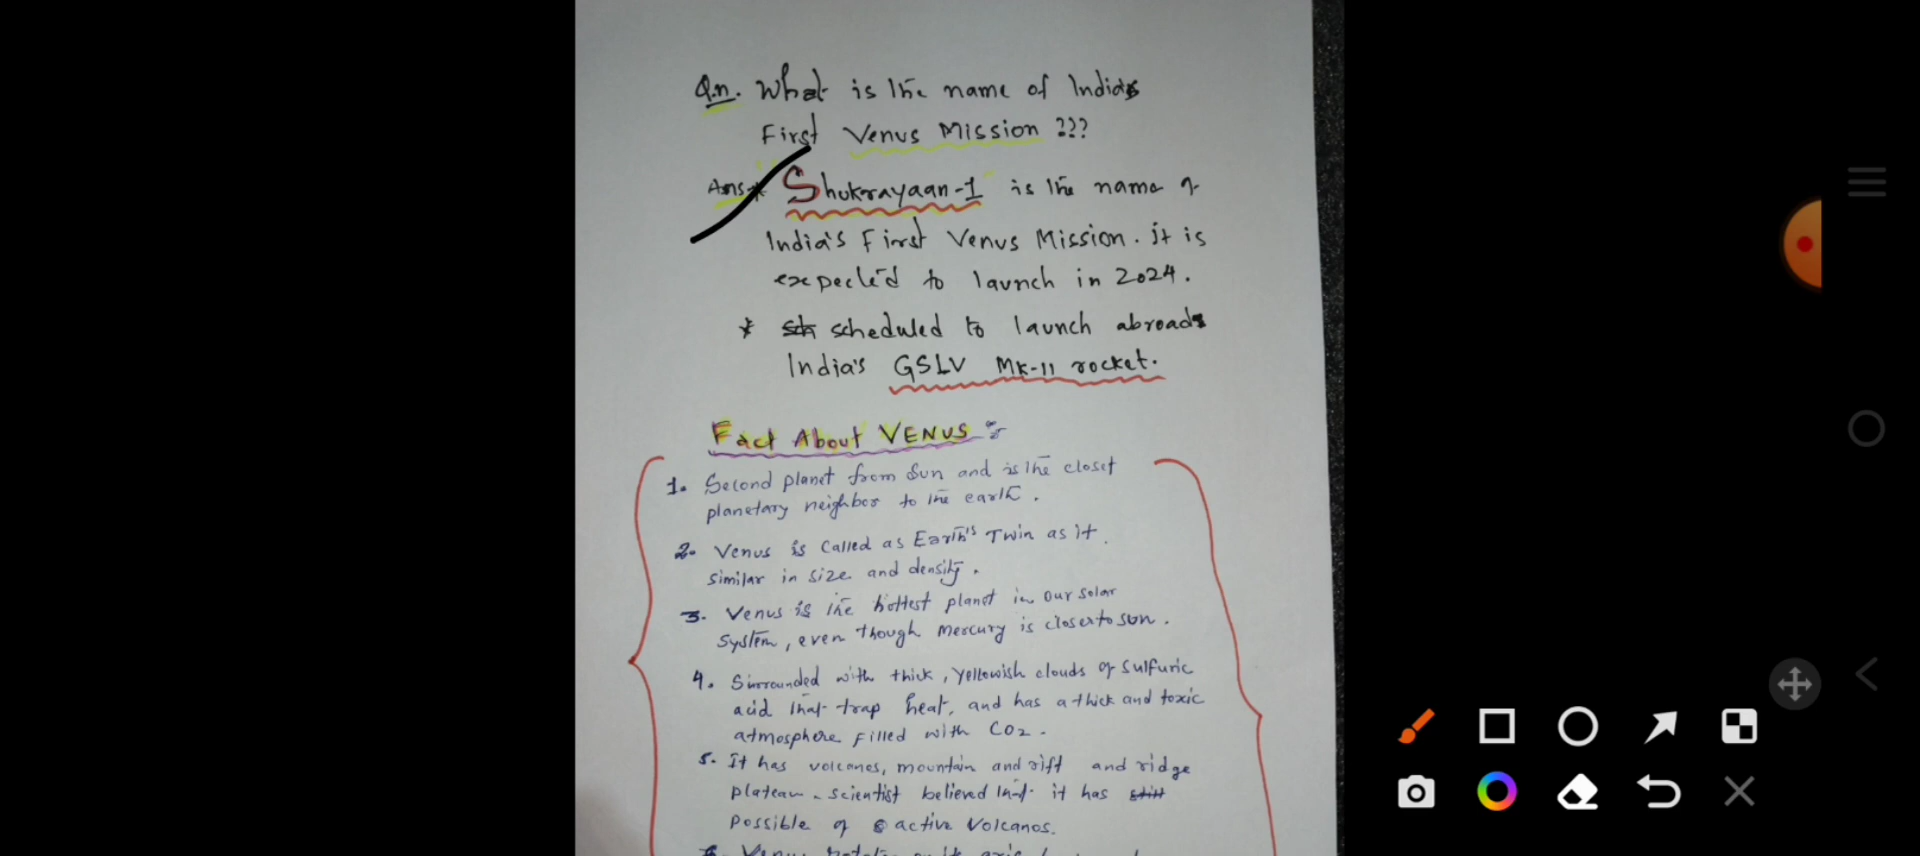 Qn. What is the name of India's
First Venus Mission ???
Ans * Shukrayaan-1 is the name of
India's First Venus Mission. it is
expected to launch in 2024.
* scheduled to launch abroad
India's GSLV MK-II rocket.
Fact About VENUS :-
1. Second planet from Sun and is the closet
planetary neighbor to the earth.
2. Venus is called as Earth's Twin as it
similar in size and density.
3. Venus is the hottest planet in our solar
system, even though Mercury is closer to sun.
4. Surrounded with thick, yellowish clouds of sulfuric
acid that trap heat, and has a thick and toxic
atmosphere filled with CO2.
5. It has volcanos, mountain and rift and ridge
plateau. scientist believed that it has
possible of active volcanos.
6. Venus